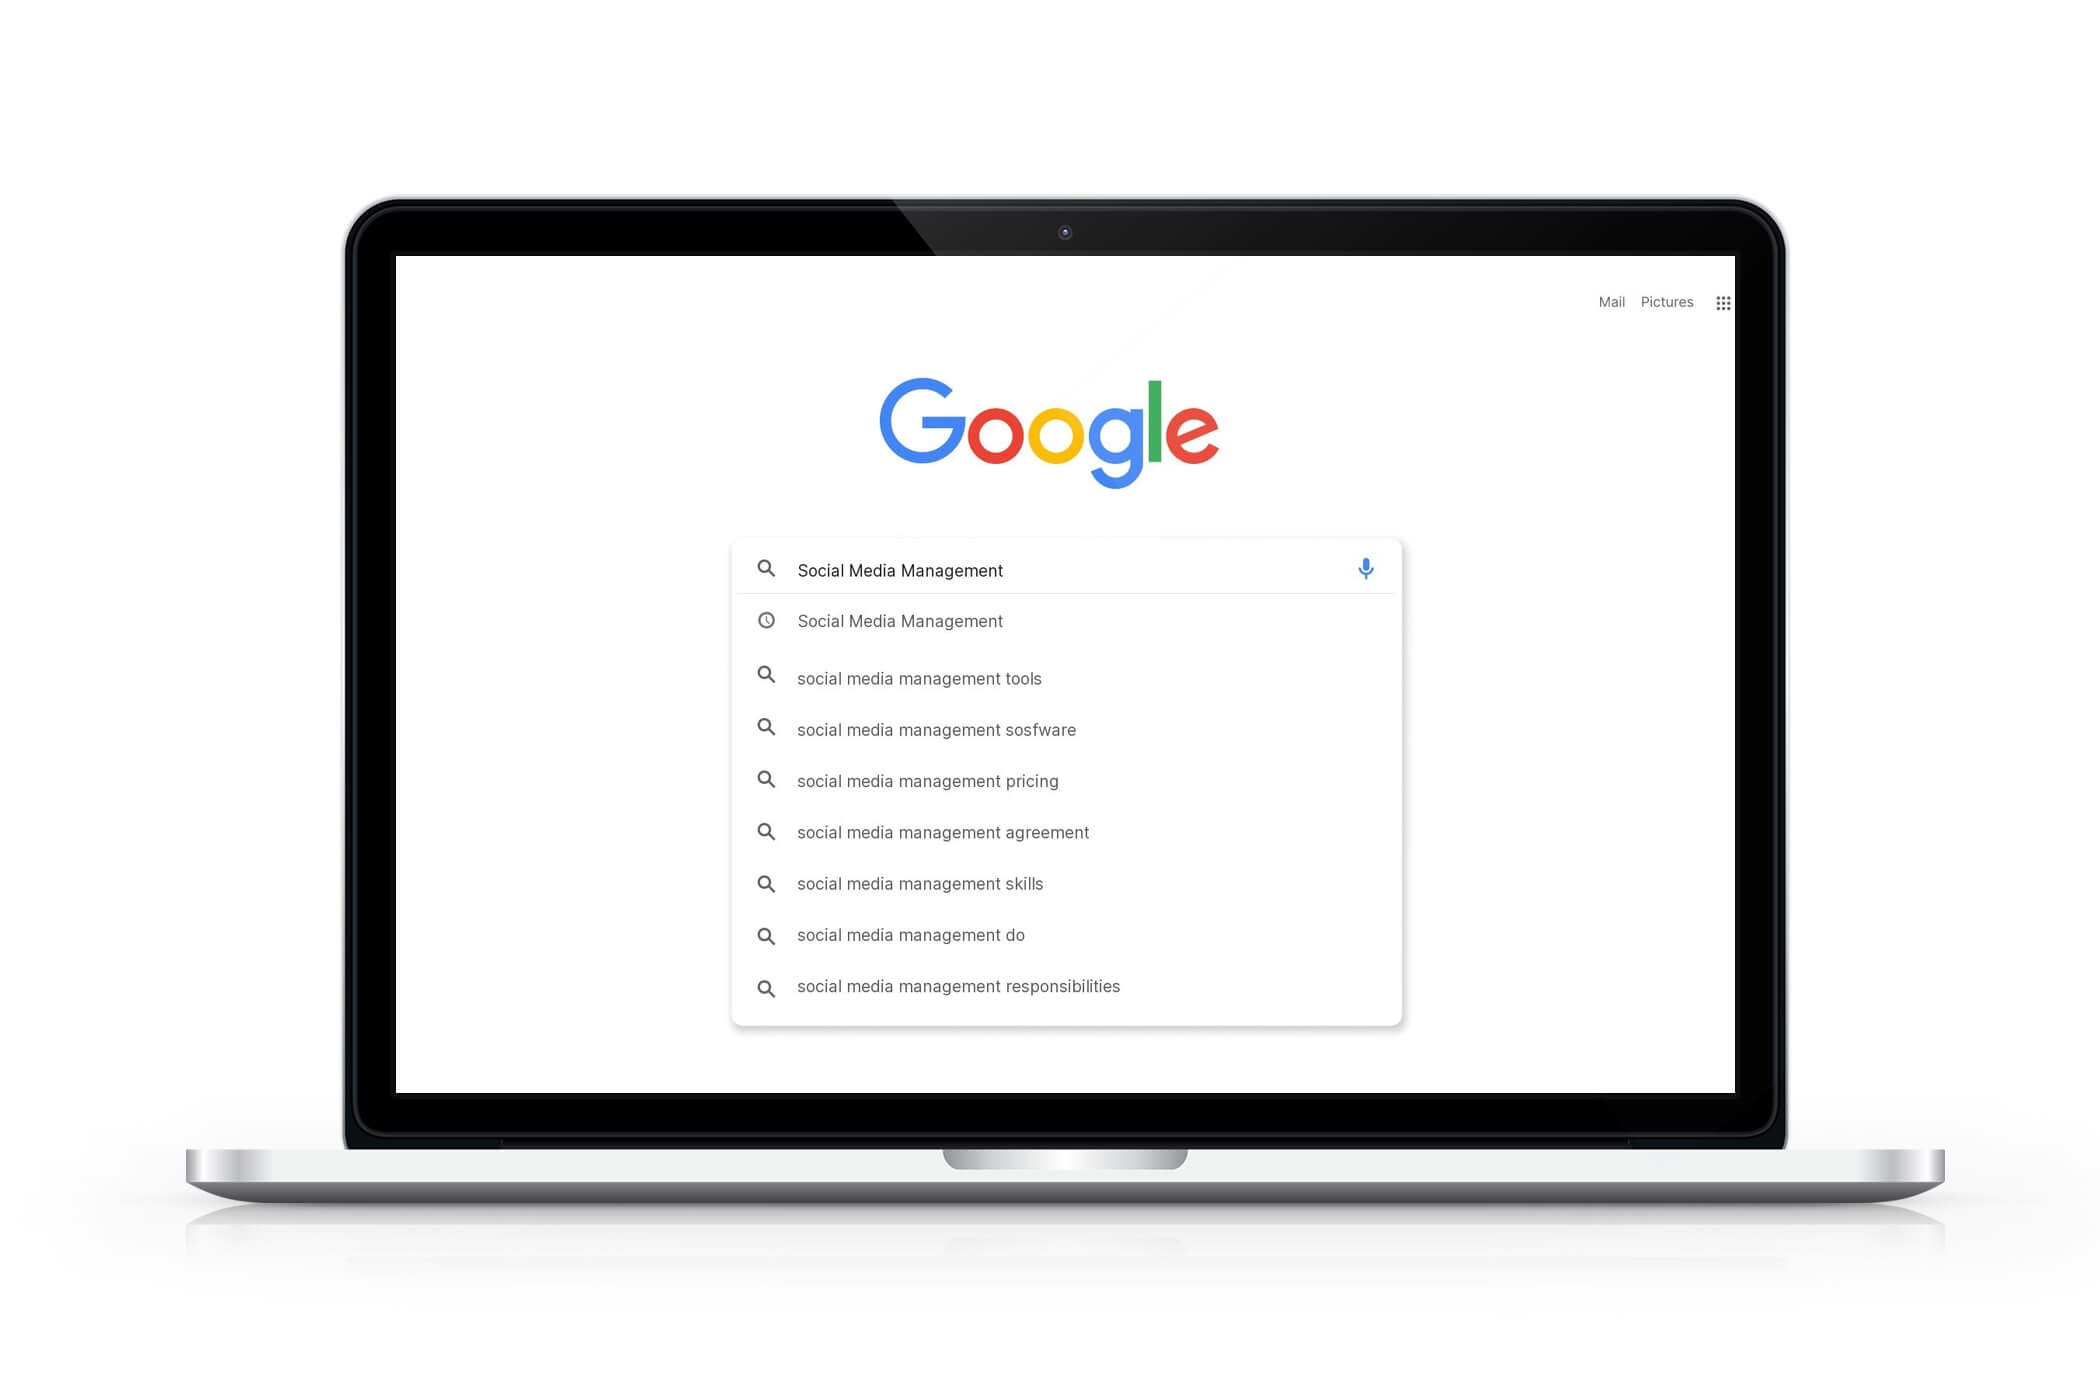 Mail Pictures
Google
Social Media Management
Social Media Management
social media management tools
social media management sosfware
social media management pricing
social media management agreement
social media management skills
social media management do
social media management responsibilities